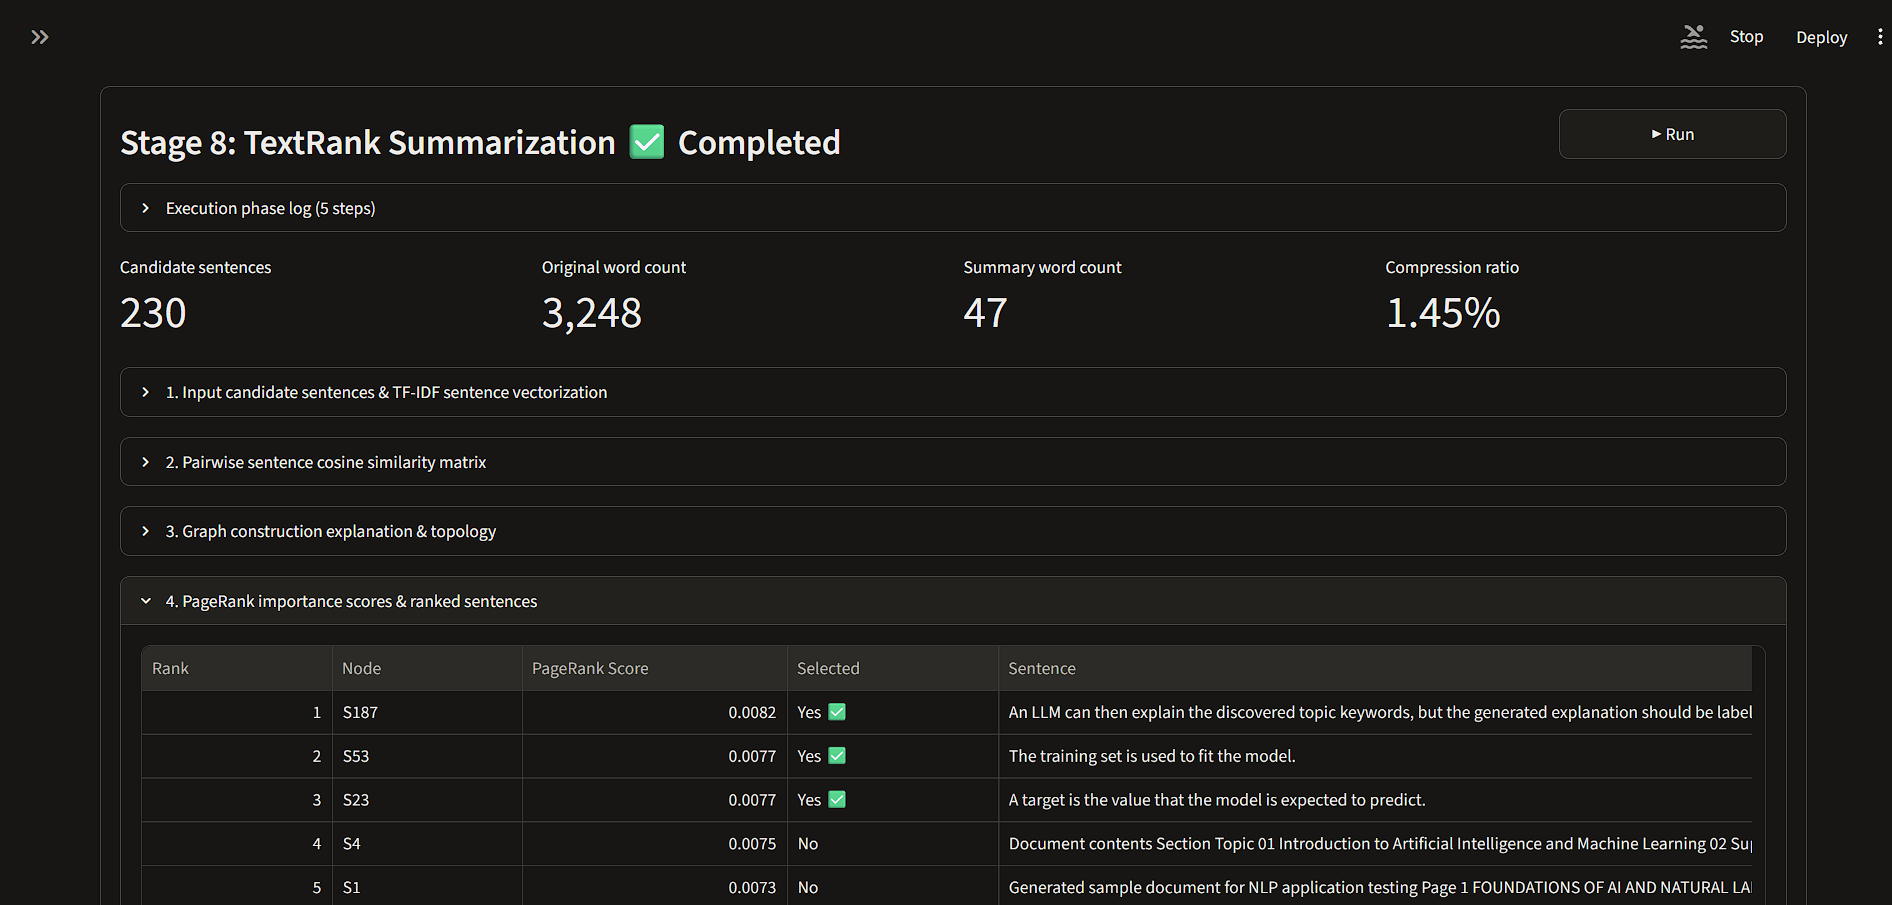 Stop Deploy
Stage 8: TextRank Summarization ✅ Completed
Run
Execution phase log (5 steps)
Candidate sentences Original word count Summary word count Compression ratio
230 3,248 47 1.45%
1. Input candidate sentences & TF-IDF sentence vectorization
2. Pairwise sentence cosine similarity matrix
3. Graph construction explanation & topology
4. PageRank importance scores & ranked sentences
Rank Node PageRank Score Selected Sentence
1 S187 0.0082 Yes ✅ An LLM can then explain the discovered topic keywords, but the generated explanation should be label
2 S53 0.0077 Yes ✅ The training set is used to fit the model.
3 S23 0.0077 Yes ✅ A target is the value that the model is expected to predict.
4 S4 0.0075 No Document contents Section Topic 01 Introduction to Artificial Intelligence and Machine Learning 02 Su
5 S1 0.0073 No Generated sample document for NLP application testing Page 1 FOUNDATIONS OF AI AND NATURAL LA